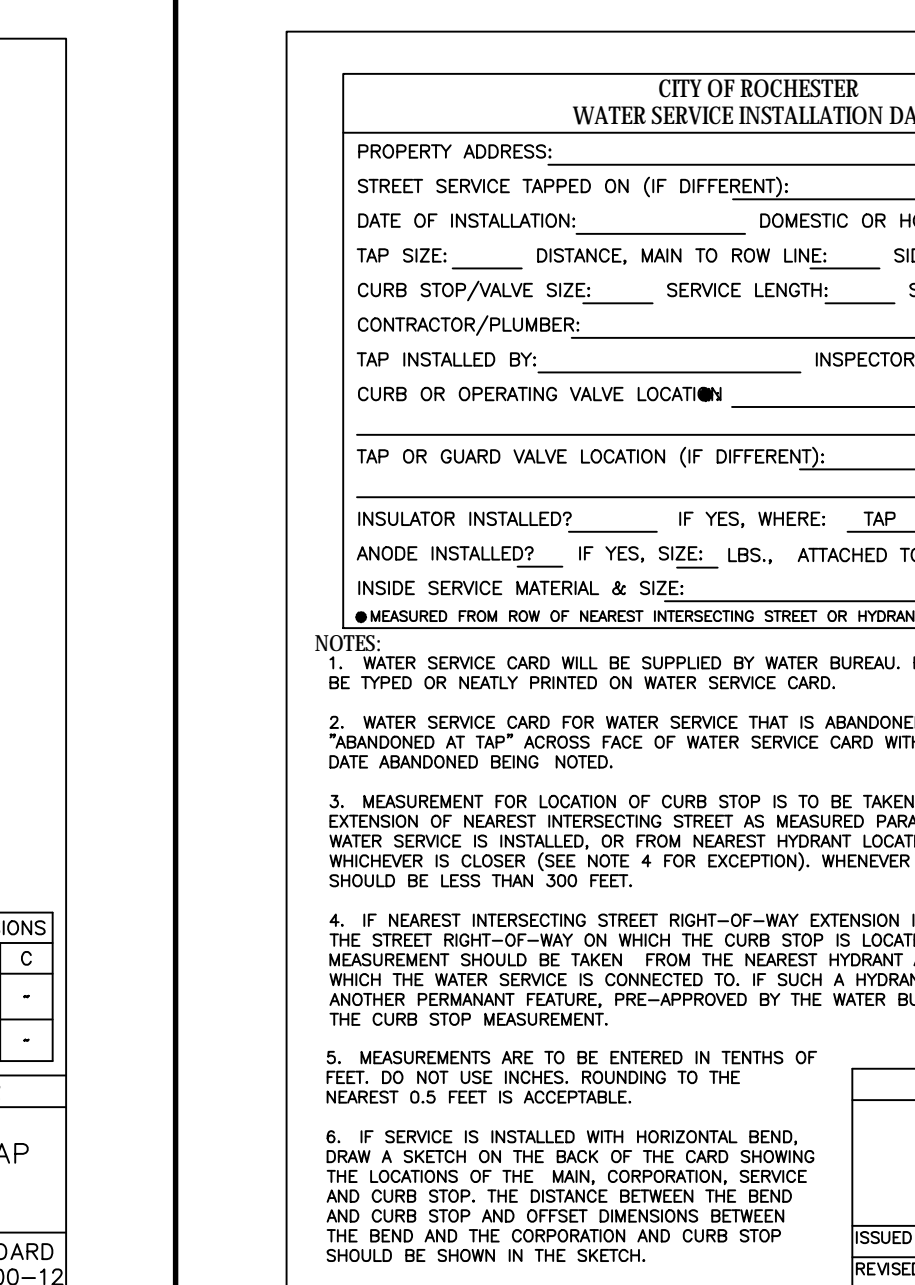 CITY OF ROCHESTER
WATER SERVICE INSTALLATION DA
PROPERTY ADDRESS:
STREET SERVICE TAPPED ON (IF DIFFERENT):
DATE OF INSTALLATION: DOMESTIC OR HO
TAP SIZE: DISTANCE, MAIN TO ROW LINE: SID
CURB STOP/VALVE SIZE: SERVICE LENGTH: S
CONTRACTOR/PLUMBER:
TAP INSTALLED BY: INSPECTOR
CURB OR OPERATING VALVE LOCATION
TAP OR GUARD VALVE LOCATION (IF DIFFERENT):
INSULATOR INSTALLED? IF YES, WHERE: TAP
ANODE INSTALLED? IF YES, SIZE: LBS., ATTACHED TO
INSIDE SERVICE MATERIAL & SIZE:
●MEASURED FROM ROW OF NEAREST INTERSECTING STREET OR HYDRAN
NOTES:
1. WATER SERVICE CARD WILL BE SUPPLIED BY WATER BUREAU.
BE TYPED OR NEATLY PRINTED ON WATER SERVICE CARD.
2. WATER SERVICE CARD FOR WATER SERVICE THAT IS ABANDONED
"ABANDONED AT TAP" ACROSS FACE OF WATER SERVICE CARD WITH
DATE ABANDONED BEING NOTED.
3. MEASUREMENT FOR LOCATION OF CURB STOP IS TO BE TAKEN
EXTENSION OF NEAREST INTERSECTING STREET AS MEASURED PARA
WATER SERVICE IS INSTALLED, OR FROM NEAREST HYDRANT LOCATI
WHICHEVER IS CLOSER (SEE NOTE 4 FOR EXCEPTION). WHENEVER
SHOULD BE LESS THAN 300 FEET.
4. IF NEAREST INTERSECTING STREET RIGHT-OF-WAY EXTENSION I
THE STREET RIGHT-OF-WAY ON WHICH THE CURB STOP IS LOCATE
MEASUREMENT SHOULD BE TAKEN FROM THE NEAREST HYDRANT A
WHICH THE WATER SERVICE IS CONNECTED TO. IF SUCH A HYDRAN
ANOTHER PERMANANT FEATURE, PRE-APPROVED BY THE WATER BU
THE CURB STOP MEASUREMENT.
5. MEASUREMENTS ARE TO BE ENTERED IN TENTHS OF
FEET. DO NOT USE INCHES. ROUNDING TO THE
NEAREST 0.5 FEET IS ACCEPTABLE.
6. IF SERVICE IS INSTALLED WITH HORIZONTAL BEND,
DRAW A SKETCH ON THE BACK OF THE CARD SHOWING
THE LOCATIONS OF THE MAIN, CORPORATION, SERVICE
AND CURB STOP. THE DISTANCE BETWEEN THE BEND
AND CURB STOP AND OFFSET DIMENSIONS BETWEEN
THE BEND AND THE CORPORATION AND CURB STOP
SHOULD BE SHOWN IN THE SKETCH.
ISSUED
REVISED
IONS
C
-
-
AP
DARD
00-12